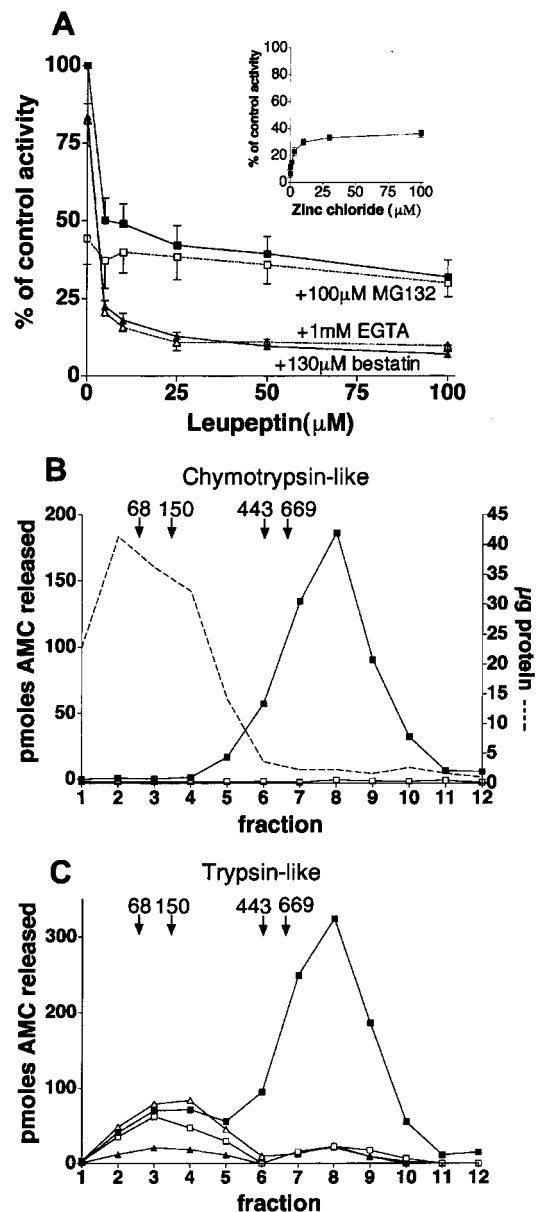 A
% of control activity
100
75
50
25
0
0 25 50 75 100
Leupeptin(μM)
+100μM MG132
+1mM EGTA
+130μM bestatin
% of control activity
100
80
60
40
20
0
0 25 50 75 100
Zinc chloride (μM)
B
Chymotrypsin-like
68 150 443 669
pmoles AMC released
200
150
100
50
0
45
40
35
30
25
20
15
10
5
0
μg protein ----
1 2 3 4 5 6 7 8 9 10 11 12
fraction
C
Trypsin-like
68 150 443 669
pmoles AMC released
300
200
100
0
1 2 3 4 5 6 7 8 9 10 11 12
fraction